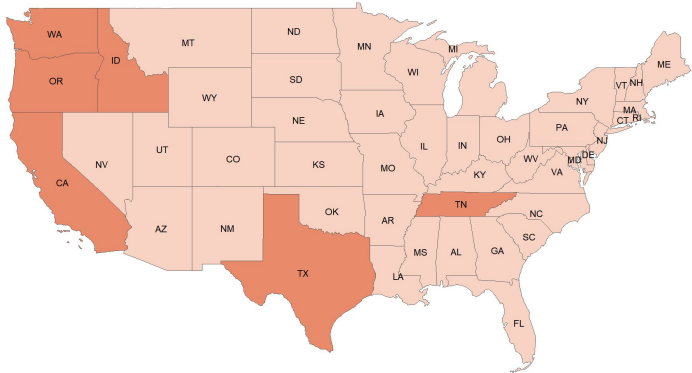 WA
MT
ND
MN
MI
ME
ID
VT
NH
OR
SD
WI
NY
MA
CT
RI
WY
IA
PA
NE
NJ
OH
IL
IN
DE
MD
WV
NV
UT
CO
KS
MO
KY
VA
CA
TN
OK
NC
AZ
NM
AR
SC
MS
AL
GA
TX
LA
FL